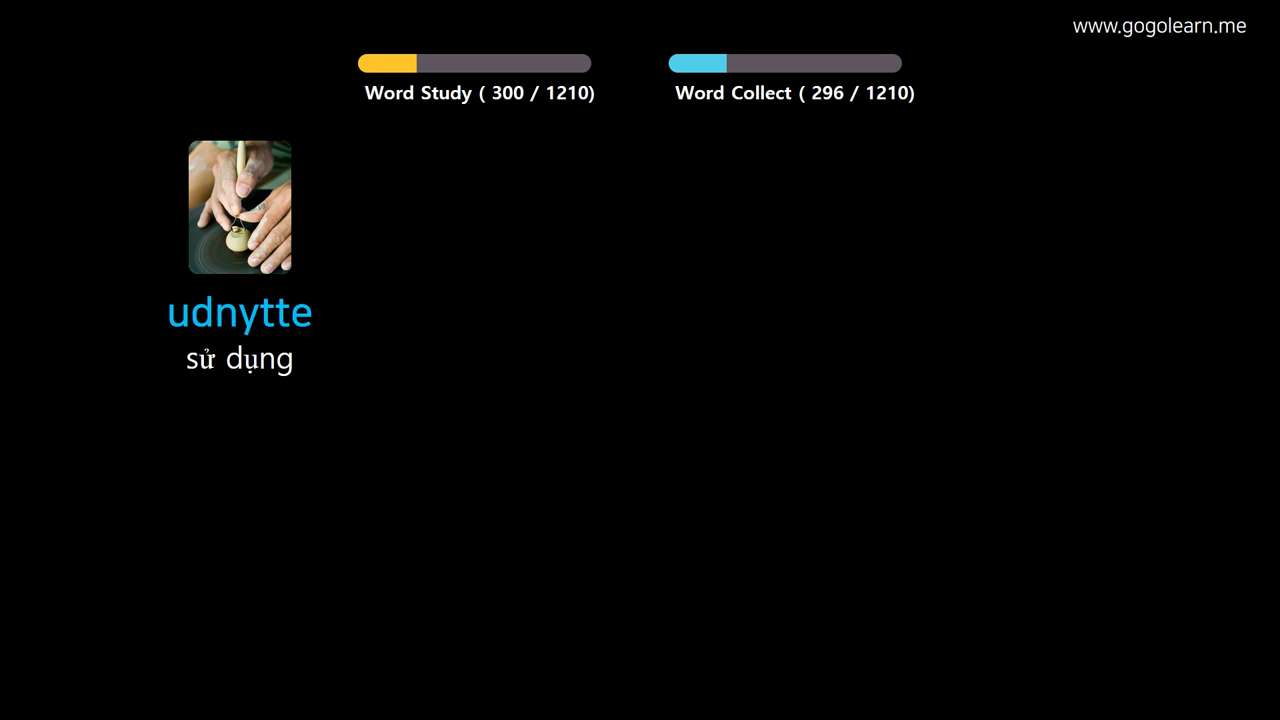 www.gogolearn.me
Word Study ( 300 / 1210)
Word Collect ( 296 / 1210)
udnytte
sử dụng